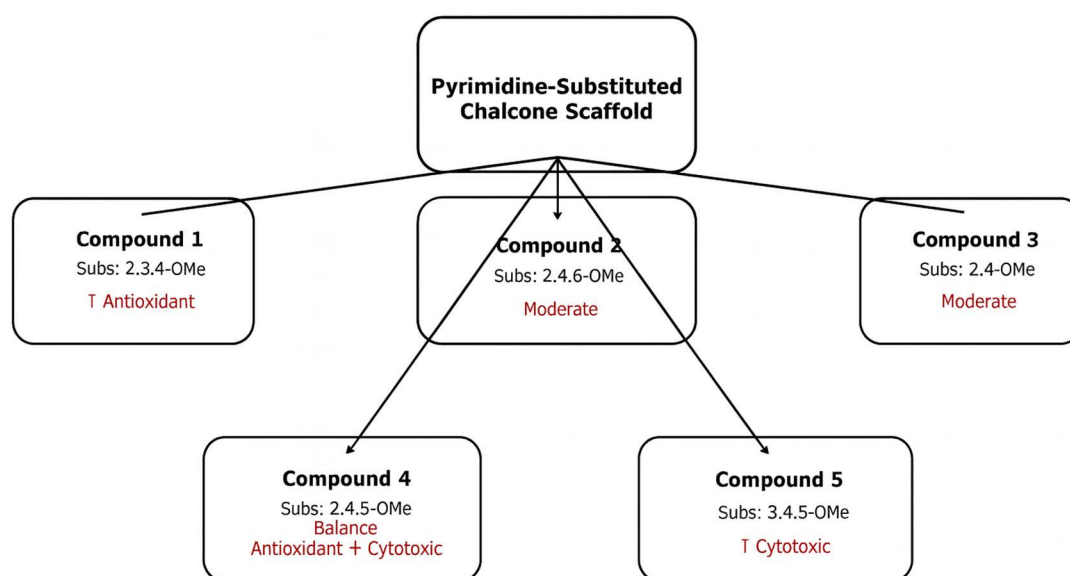 Pyrimidine-Substituted
Chalcone Scaffold
Compound 1
Subs: 2.3.4-OMe
↑ Antioxidant
Compound 2
Subs: 2.4.6-OMe
Moderate
Compound 3
Subs: 2.4-OMe
Moderate
Compound 4
Subs: 2.4.5-OMe
Balance
Antioxidant + Cytotoxic
Compound 5
Subs: 3.4.5-OMe
↑ Cytotoxic